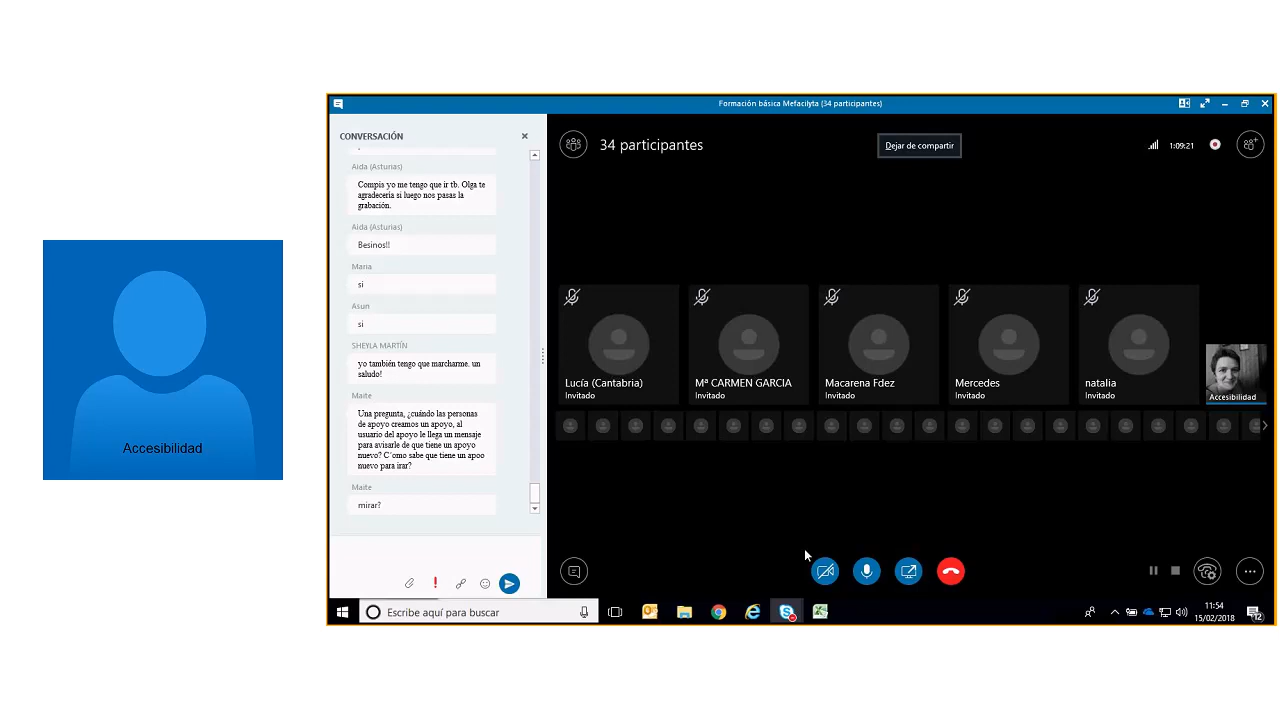 Accesibilidad
Formación básica Mefacilyta (34 participantes)
CONVERSACIÓN
Aida (Asturias)
Compis yo me tengo que ir tb. Olga te
agradecería si luego nos pasas la
grabación.
Aida (Asturias)
Besinos!!
Maria
si
Asun
si
SHEYLA MARTÍN
yo también tengo que marcharme. un
saludo!
Maite
Una pregunta, ¿cuándo las personas
de apoyo creamos un apoyo, al
usuario del apoyo le llega un mensaje
para avisarle de que tiene un apoyo
nuevo? C´omo sabe que tiene un apoo
nuevo para irar?
Maite
mirar?
34 participantes
Dejar de compartir
1:09:21
Lucía (Cantabria)
Invitado
Mª CARMEN GARCIA
Invitado
Macarena Fdez
Invitado
Mercedes
Invitado
natalia
Invitado
Accesibilidad
Escribe aquí para buscar
11:54
15/02/2018
12